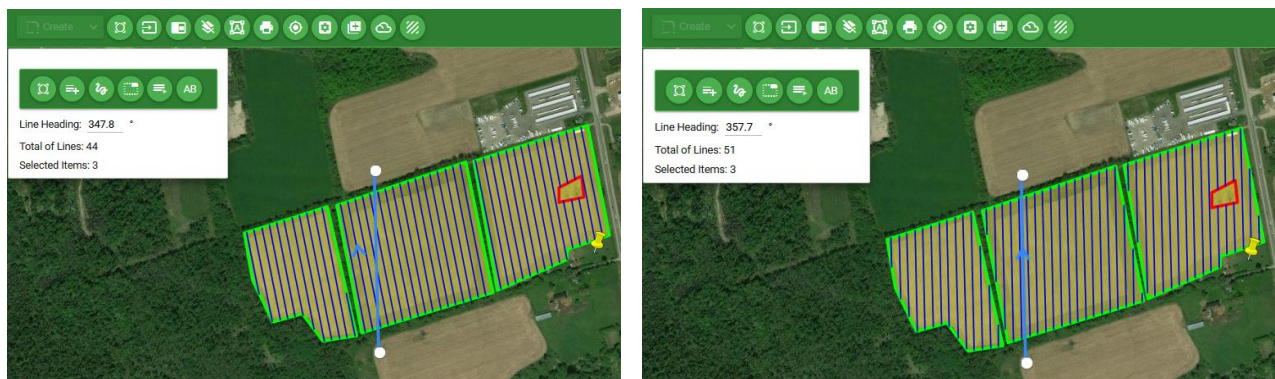 Create
AB
Line Heading: 347.8 °
Total of Lines: 44
Selected Items: 3
Create
AB
Line Heading: 357.7 °
Total of Lines: 51
Selected Items: 3